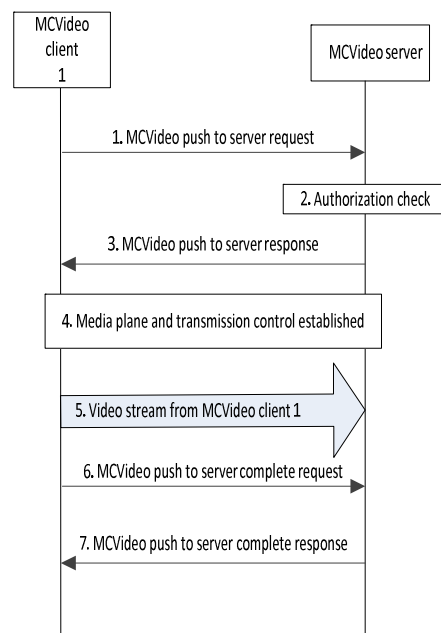 MCVideo
client
1
MCVideo server
1. MCVideo push to server request
2. Authorization check
3. MCVideo push to server response
4. Media plane and transmission control established
5. Video stream from MCVideo client 1
6. MCVideo push to server complete request
7. MCVideo push to server complete response